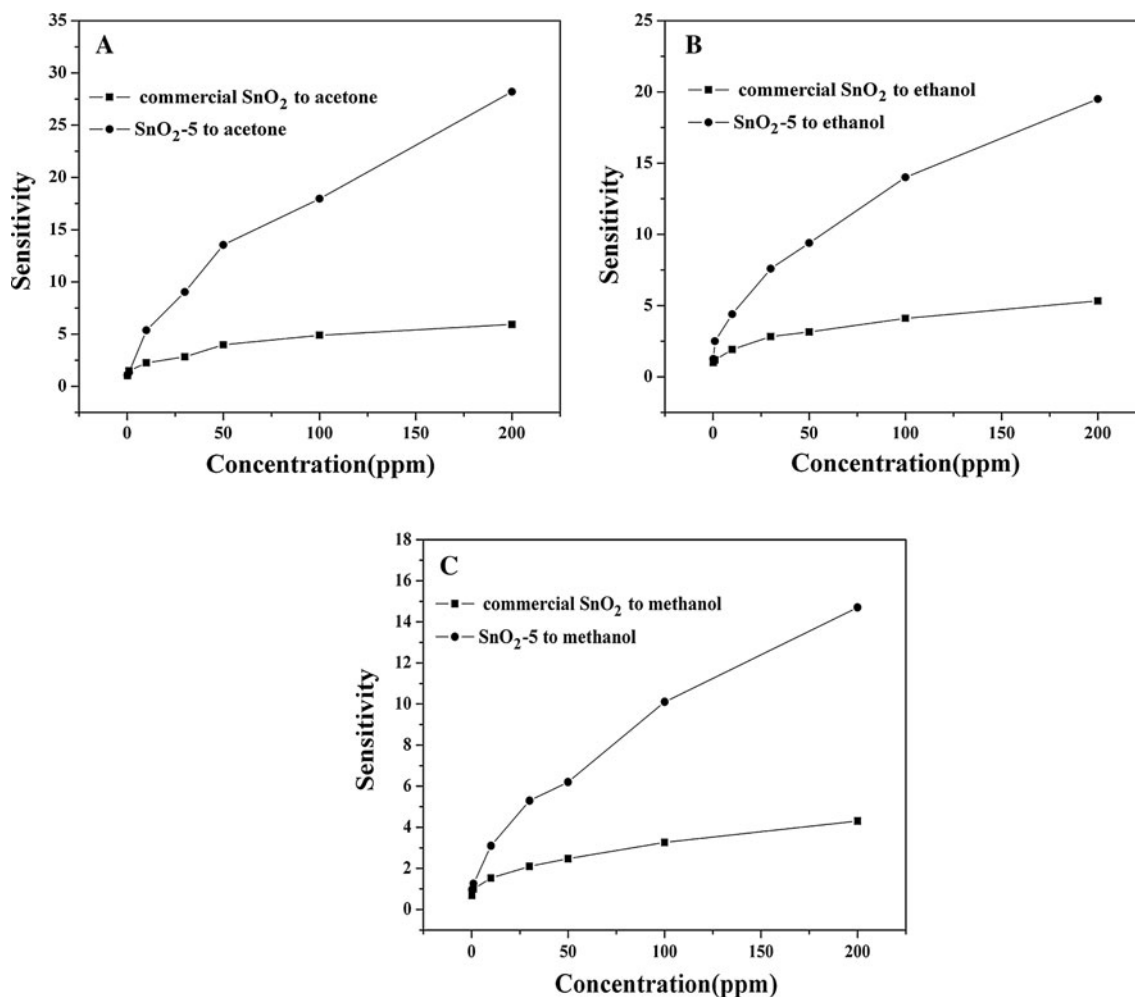 A
commercial SnO₂ to acetone
SnO₂-5 to acetone
35
30
25
20
15
10
5
0
Sensitivity
0 50 100 150 200
Concentration(ppm)
B
commercial SnO₂ to ethanol
SnO₂-5 to ethanol
25
20
15
10
5
0
Sensitivity
0 50 100 150 200
Concentration(ppm)
C
commercial SnO₂ to methanol
SnO₂-5 to methanol
18
16
14
12
10
8
6
4
2
0
Sensitivity
0 50 100 150 200
Concentration(ppm)